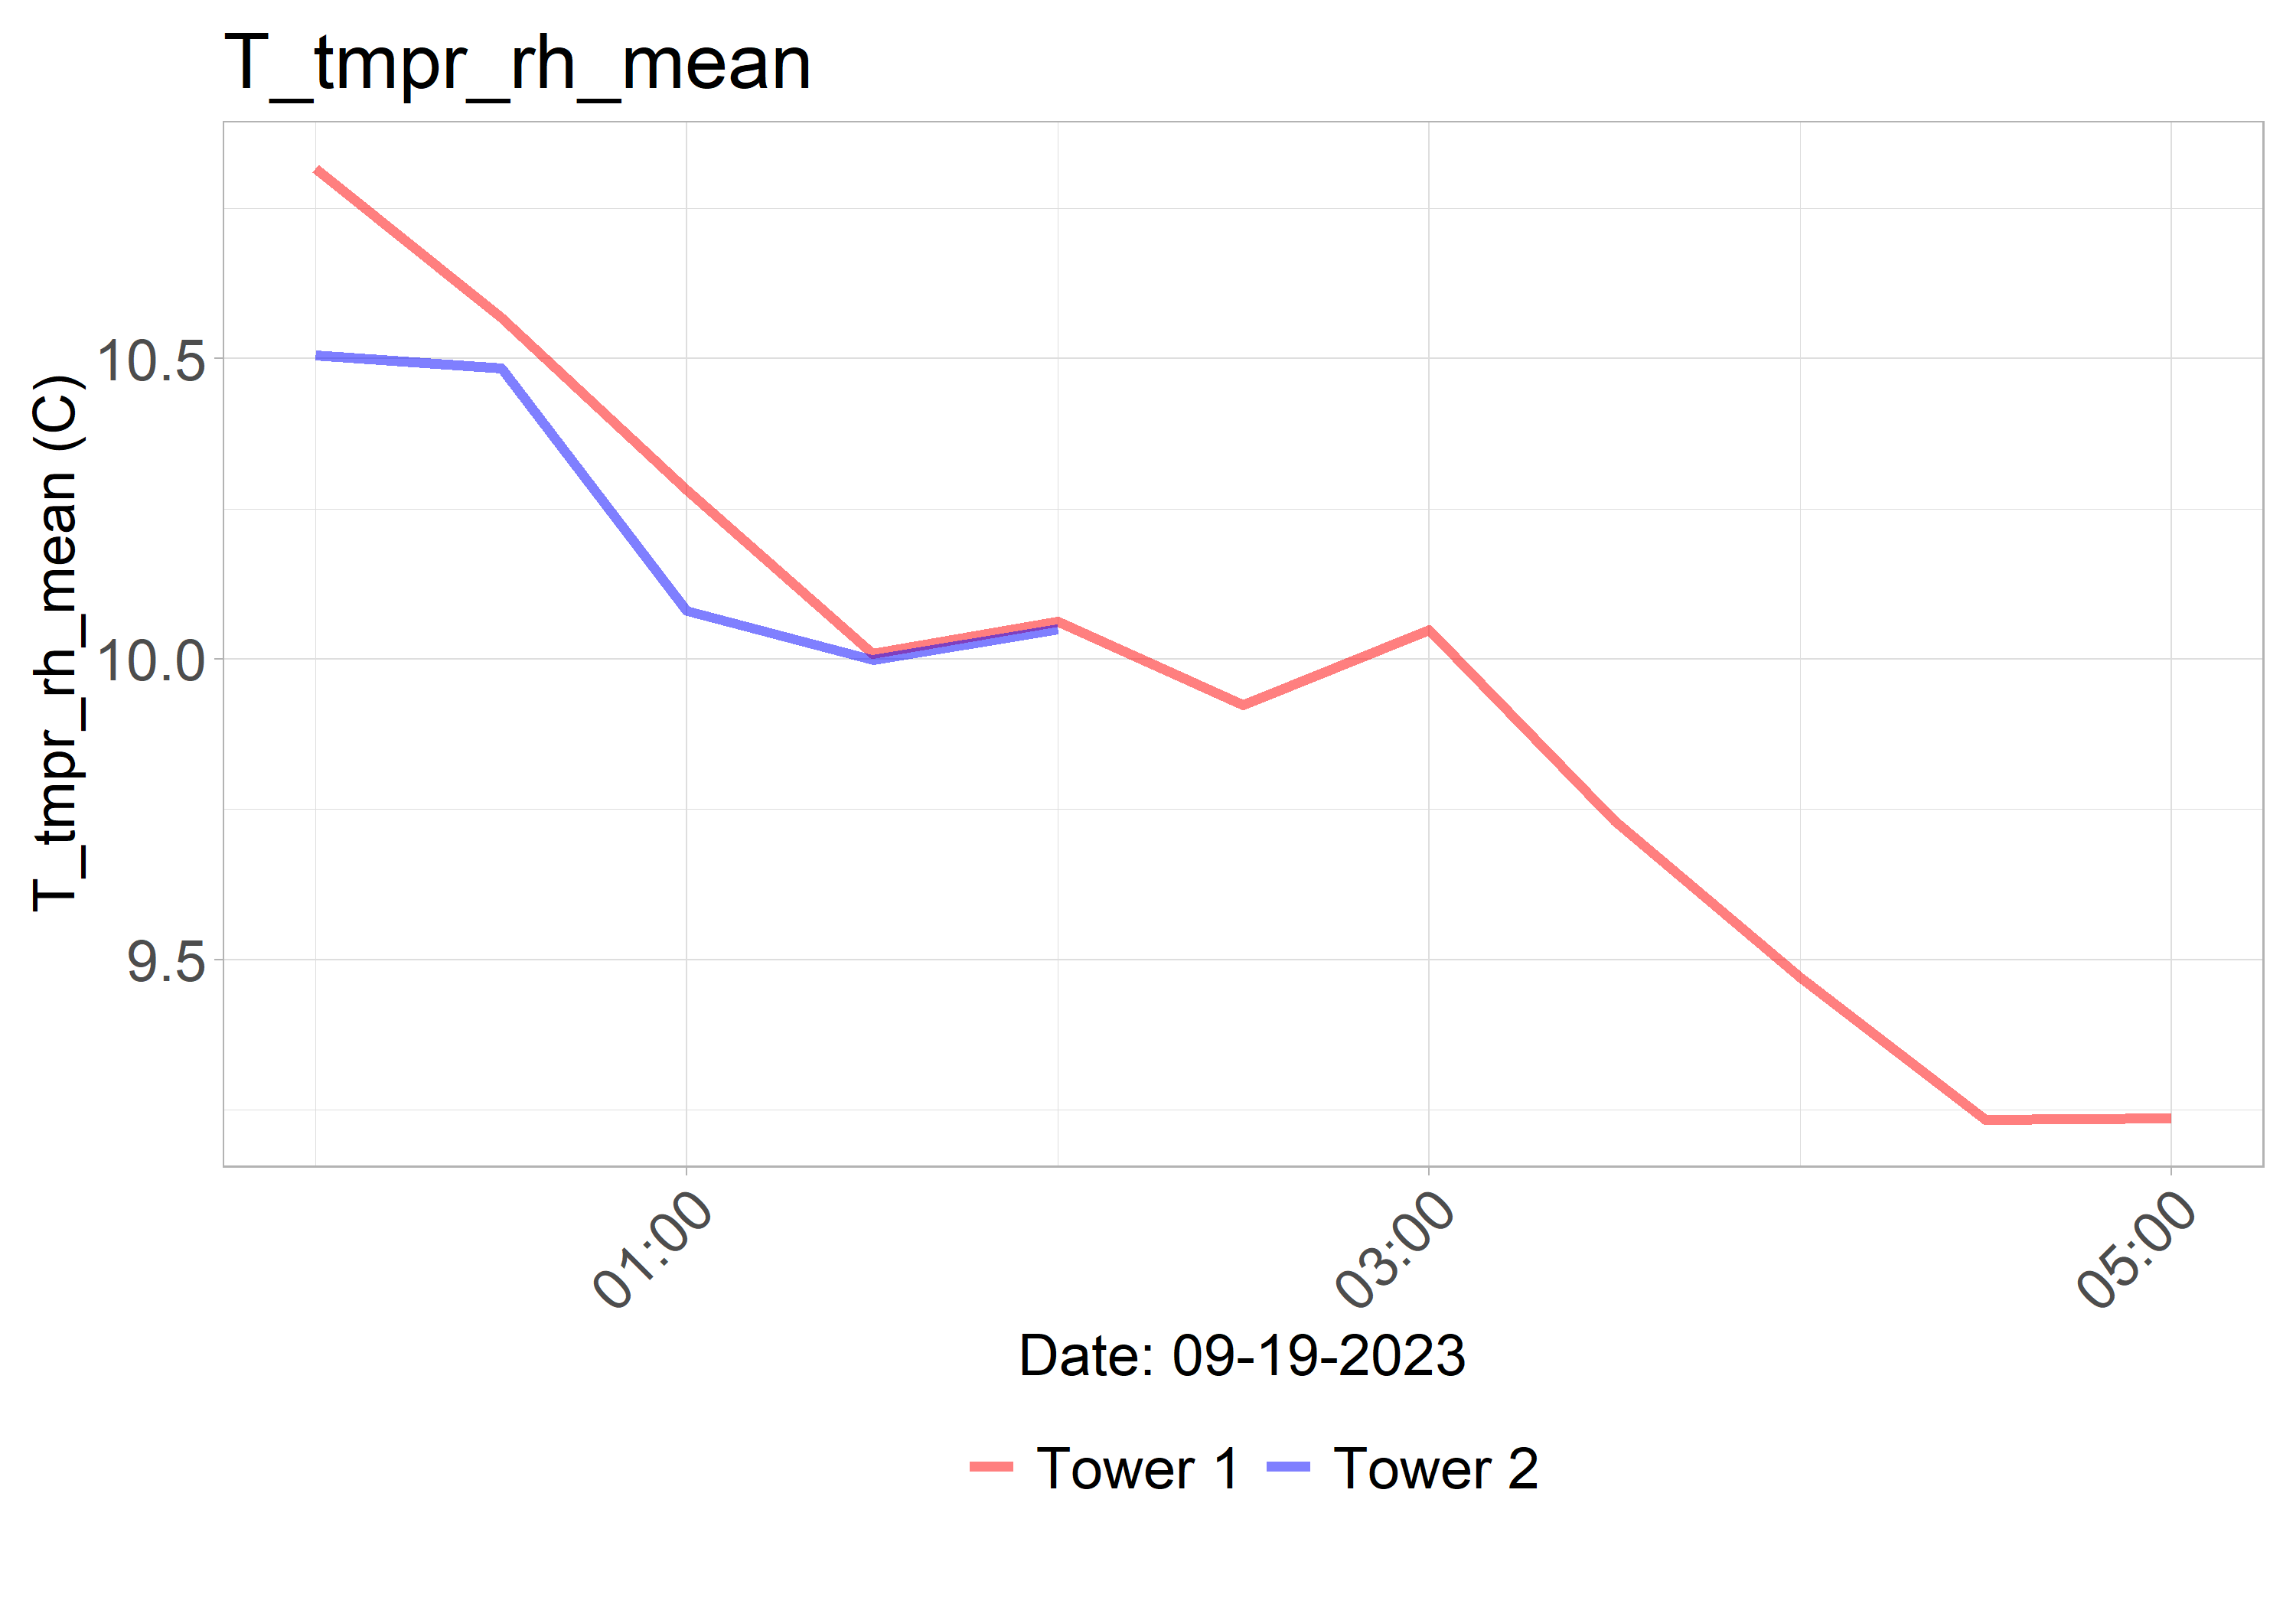 T_tmpr_rh_mean
T_tmpr_rh_mean (C)
10.5
10.0
9.5
01:00
03:00
05:00
Date: 09-19-2023
Tower 1
Tower 2